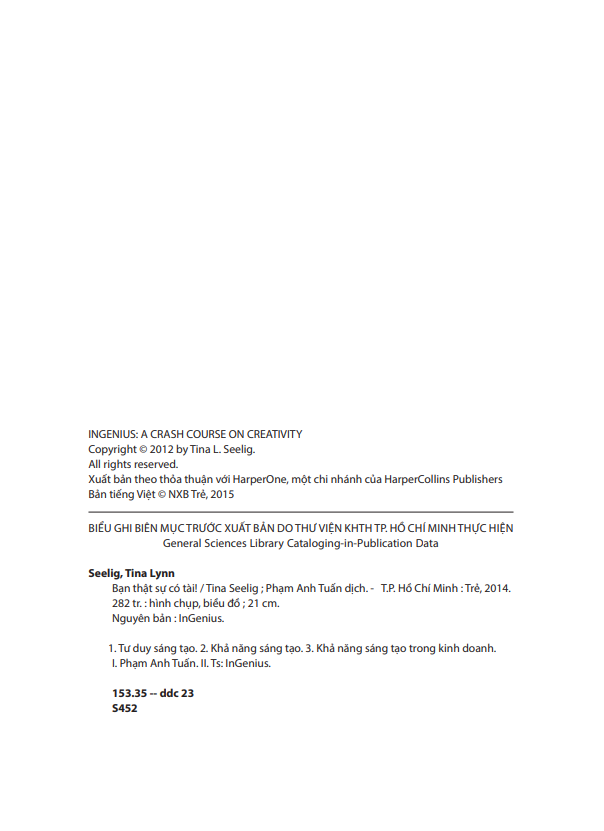 INGENIUS: A CRASH COURSE ON CREATIVITY
Copyright © 2012 by Tina L. Seelig.
All rights reserved.
Xuất bản theo thỏa thuận với HarperOne, một chi nhánh của HarperCollins Publishers
Bản tiếng Việt © NXB Trẻ, 2015
BIỂU GHI BIÊN MỤC TRƯỚC XUẤT BẢN DO THƯ VIỆN KHTH TP. HỒ CHÍ MINH THỰC HIỆN
General Sciences Library Cataloging-in-Publication Data
Seelig, Tina Lynn
Bạn thật sự có tài! / Tina Seelig ; Phạm Anh Tuấn dịch. - T.P. Hồ Chí Minh : Trẻ, 2014.
282 tr. : hình chụp, biểu đồ ; 21 cm.
Nguyên bản : InGenius.
1. Tư duy sáng tạo. 2. Khả năng sáng tạo. 3. Khả năng sáng tạo trong kinh doanh.
I. Phạm Anh Tuấn. II. Ts: InGenius.
153.35 -- ddc 23
S452